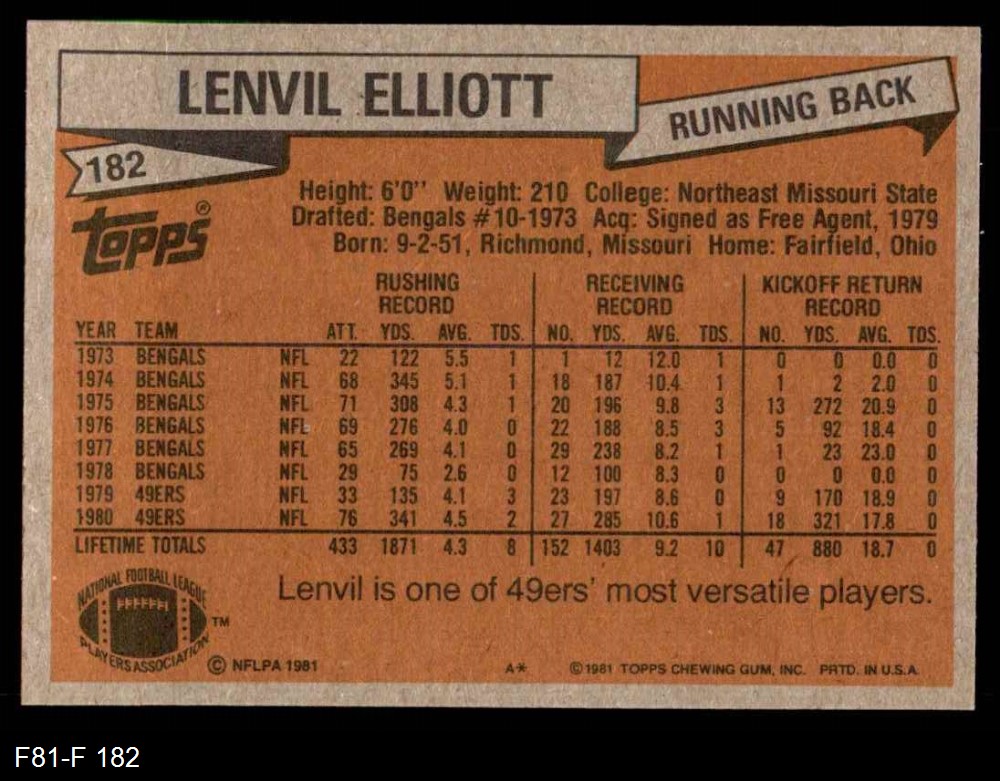 LENVIL ELLIOTT
RUNNING BACK
182
Topps®
Height: 6'0" Weight: 210 College: Northeast Missouri State
Drafted: Bengals #10-1973 Acq: Signed as Free Agent, 1979
Born: 9-2-51, Richmond, Missouri Home: Fairfield, Ohio
RUSHING RECORD RECEIVING RECORD KICKOFF RETURN RECORD
YEAR TEAM ATT. YDS. AVG. TDS. NO. YDS. AVG. TDS. NO. YDS. AVG. TDS.
1973 BENGALS NFL 22 122 5.5 1 1 12 12.0 1 0 0 0.0 0
1974 BENGALS NFL 68 345 5.1 1 18 187 10.4 1 1 2 2.0 0
1975 BENGALS NFL 71 308 4.3 1 20 196 9.8 3 13 272 20.9 0
1976 BENGALS NFL 69 276 4.0 0 22 188 8.5 3 5 92 18.4 0
1977 BENGALS NFL 65 269 4.1 0 29 238 8.2 1 1 23 23.0 0
1978 BENGALS NFL 29 75 2.6 0 12 100 8.3 0 0 0 0.0 0
1979 49ERS NFL 33 135 4.1 3 23 197 8.6 0 9 170 18.9 0
1980 49ERS NFL 76 341 4.5 2 27 285 10.6 1 18 321 17.8 0
LIFETIME TOTALS 433 1871 4.3 8 152 1403 9.2 10 47 880 18.7 0
Lenvil is one of 49ers' most versatile players.
NATIONAL FOOTBALL LEAGUE
PLAYERS ASSOCIATION
TM
© NFLPA 1981
A*
© 1981 TOPPS CHEWING GUM, INC. PRTD. IN U.S.A.
F81-F 182